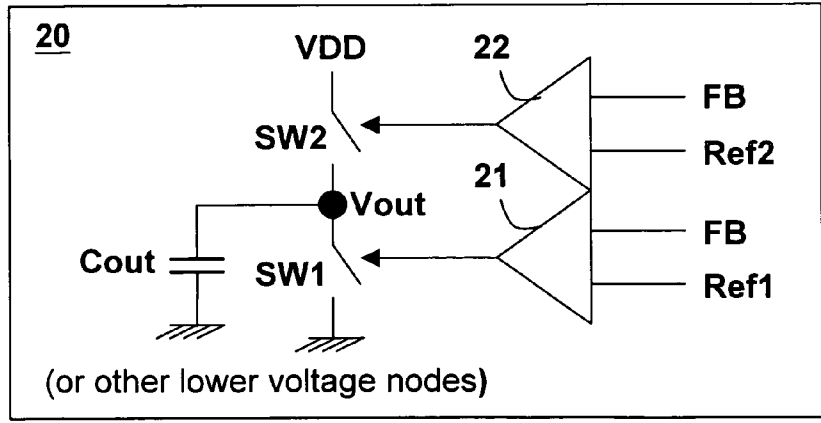 20
VDD
22
FB
SW2
Ref2
Vout
21
FB
Cout
SW1
Ref1
(or other lower voltage nodes)